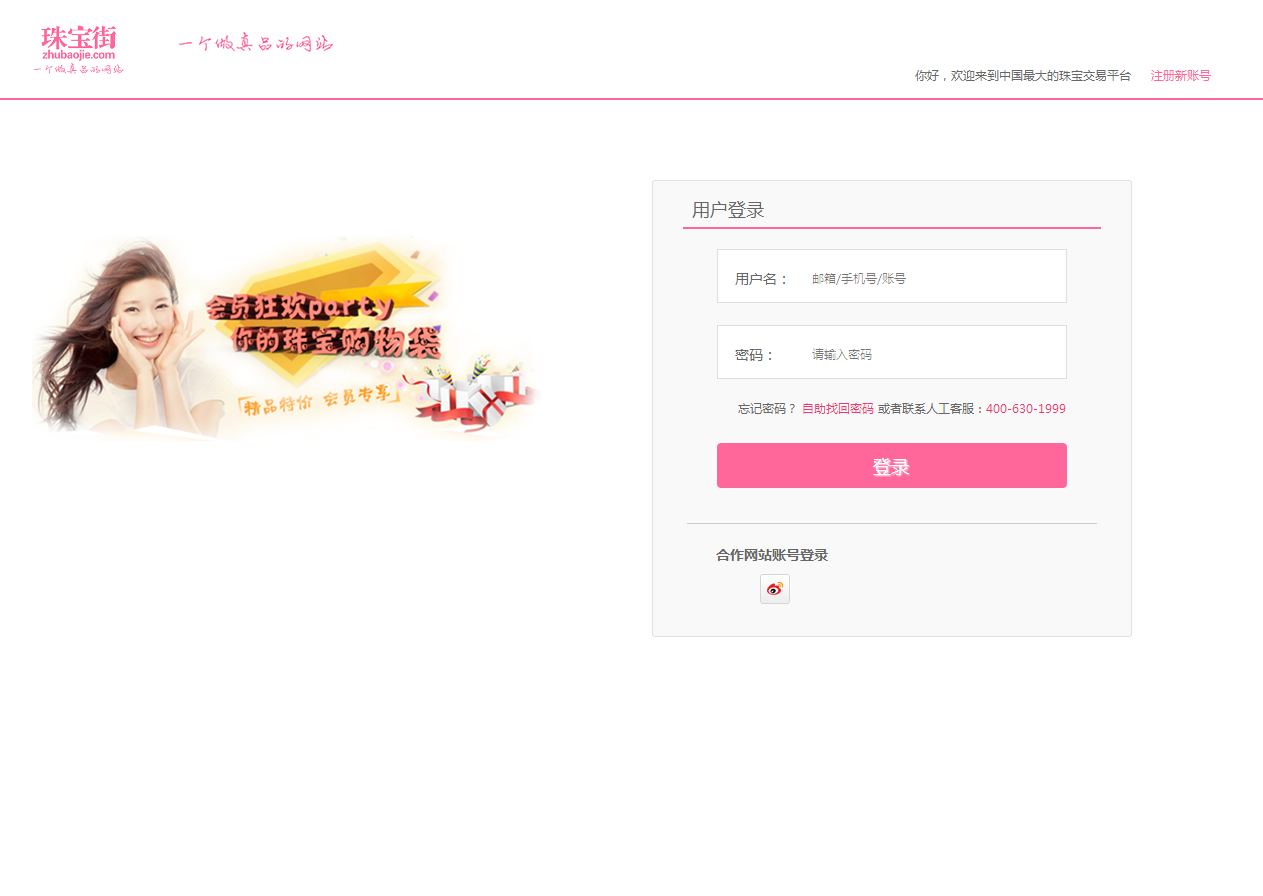 珠宝街
zhubaojie.com
一个做真品的网站
一个做真品的网站
你好，欢迎来到中国最大的珠宝交易平台 注册新账号
会员狂欢party
你的珠宝购物袋
精品特价 会员专享
用户登录
用户名： 邮箱/手机号/账号
密码： 请输入密码
忘记密码？ 自助找回密码 或者联系人工客服：400-630-1999
登录
合作网站账号登录